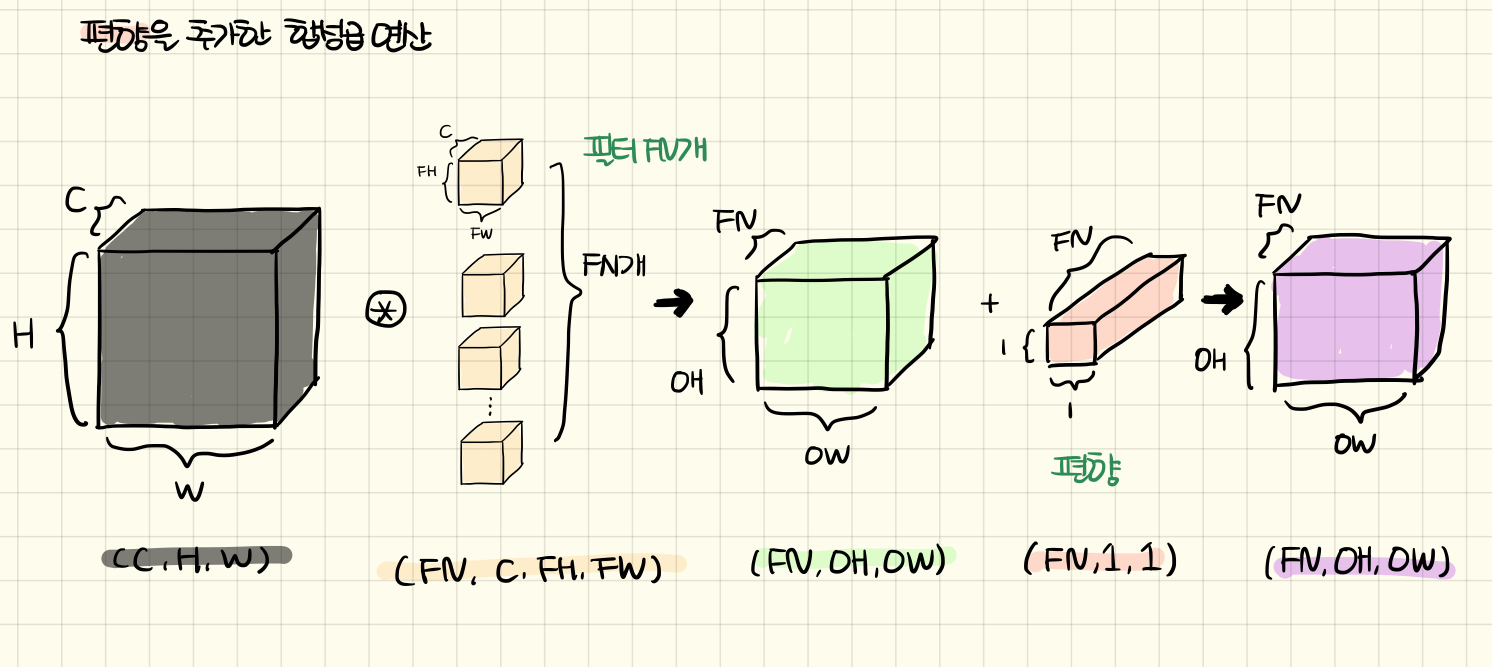 편향을 추가한 합성곱 연산
C
FH
FW
필터 FN개
C
H
W
FN개
FN
OH
OW
+
FN
1
1
편향
FN
OH
OW
(C, H, W)
(FN, C, FH, FW)
(FN, OH, OW)
(FN, 1, 1)
(FN, OH, OW)